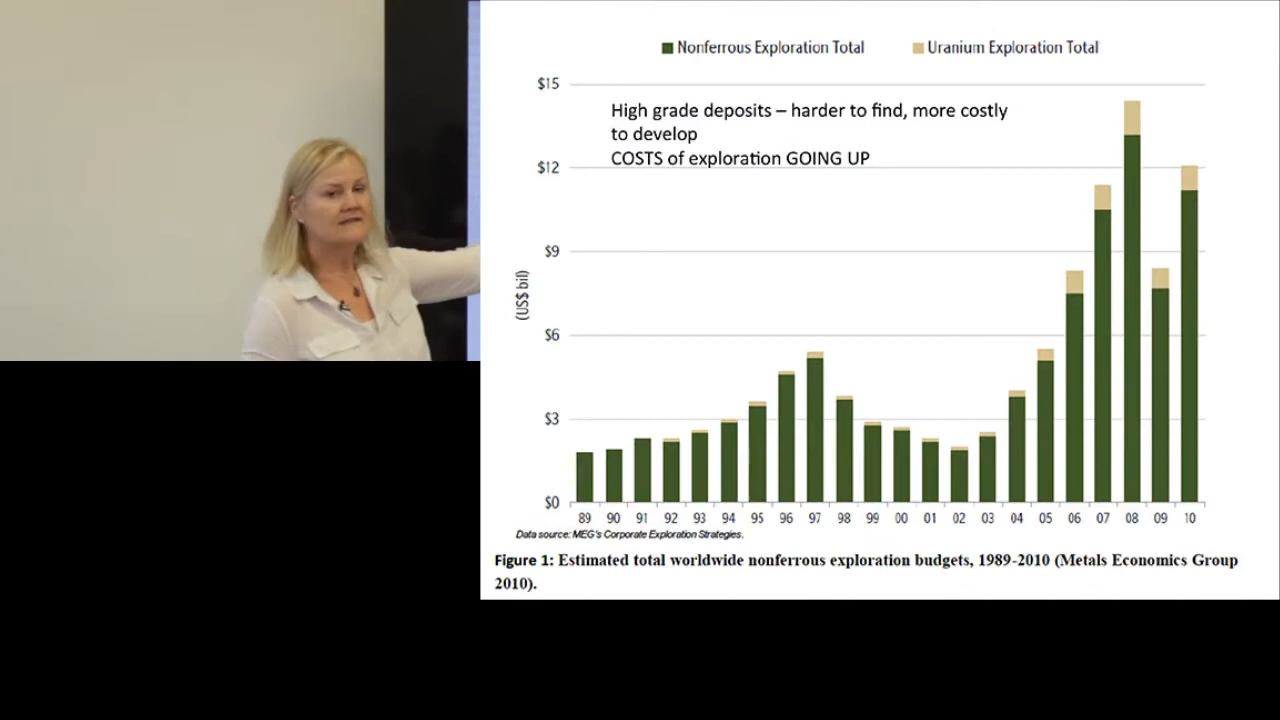 Nonferrous Exploration Total
Uranium Exploration Total
$15
High grade deposits – harder to find, more costly
to develop
COSTS of exploration GOING UP
$12
$9
(US$ bil)
$6
$3
$0
89 90 91 92 93 94 95 96 97 98 99 00 01 02 03 04 05 06 07 08 09 10
Data source: MEG's Corporate Exploration Strategies.
Figure 1: Estimated total worldwide nonferrous exploration budgets, 1989-2010 (Metals Economics Group
2010).